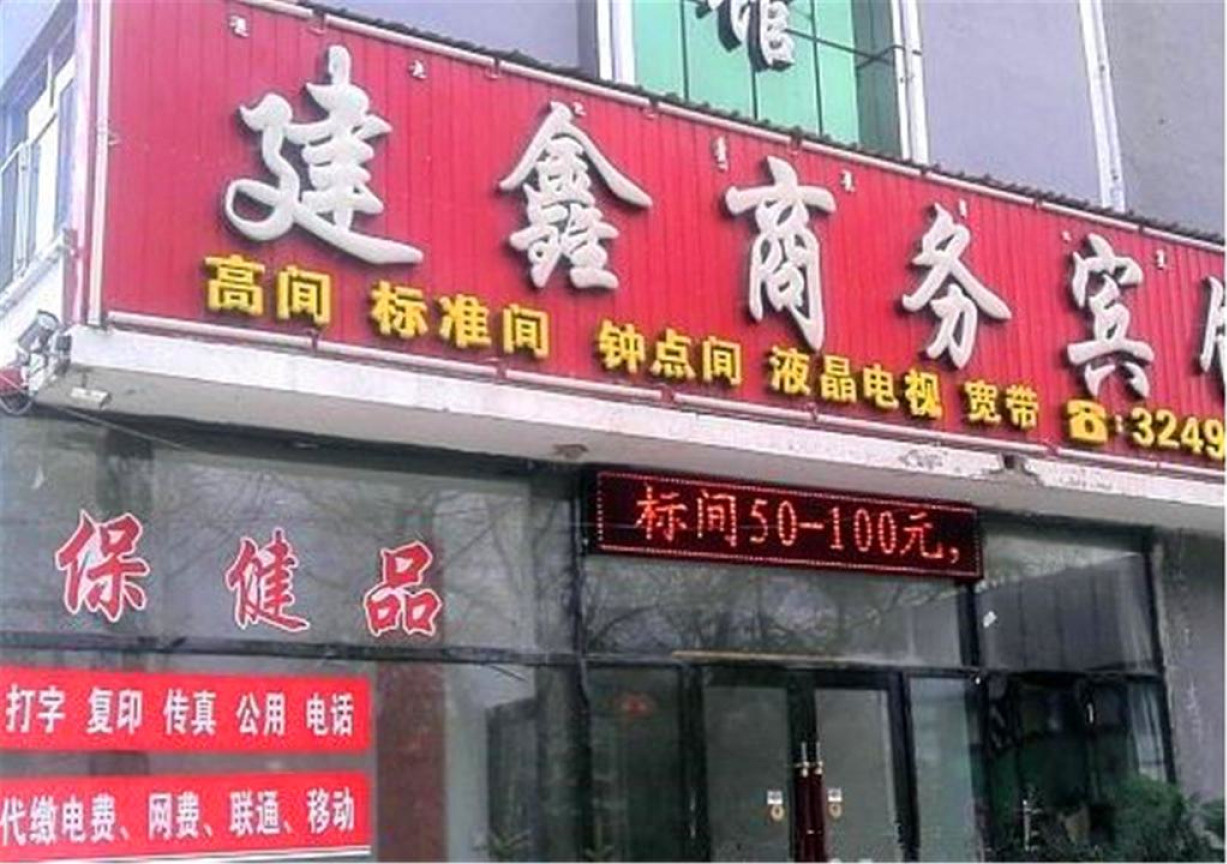 馆
建鑫商务宾
高间 标准间 钟点间 液晶电视 宽带 ☎:3249
标间50-100元,
保健品
打字 复印 传真 公用 电话
代缴电费、网费、联通、移动